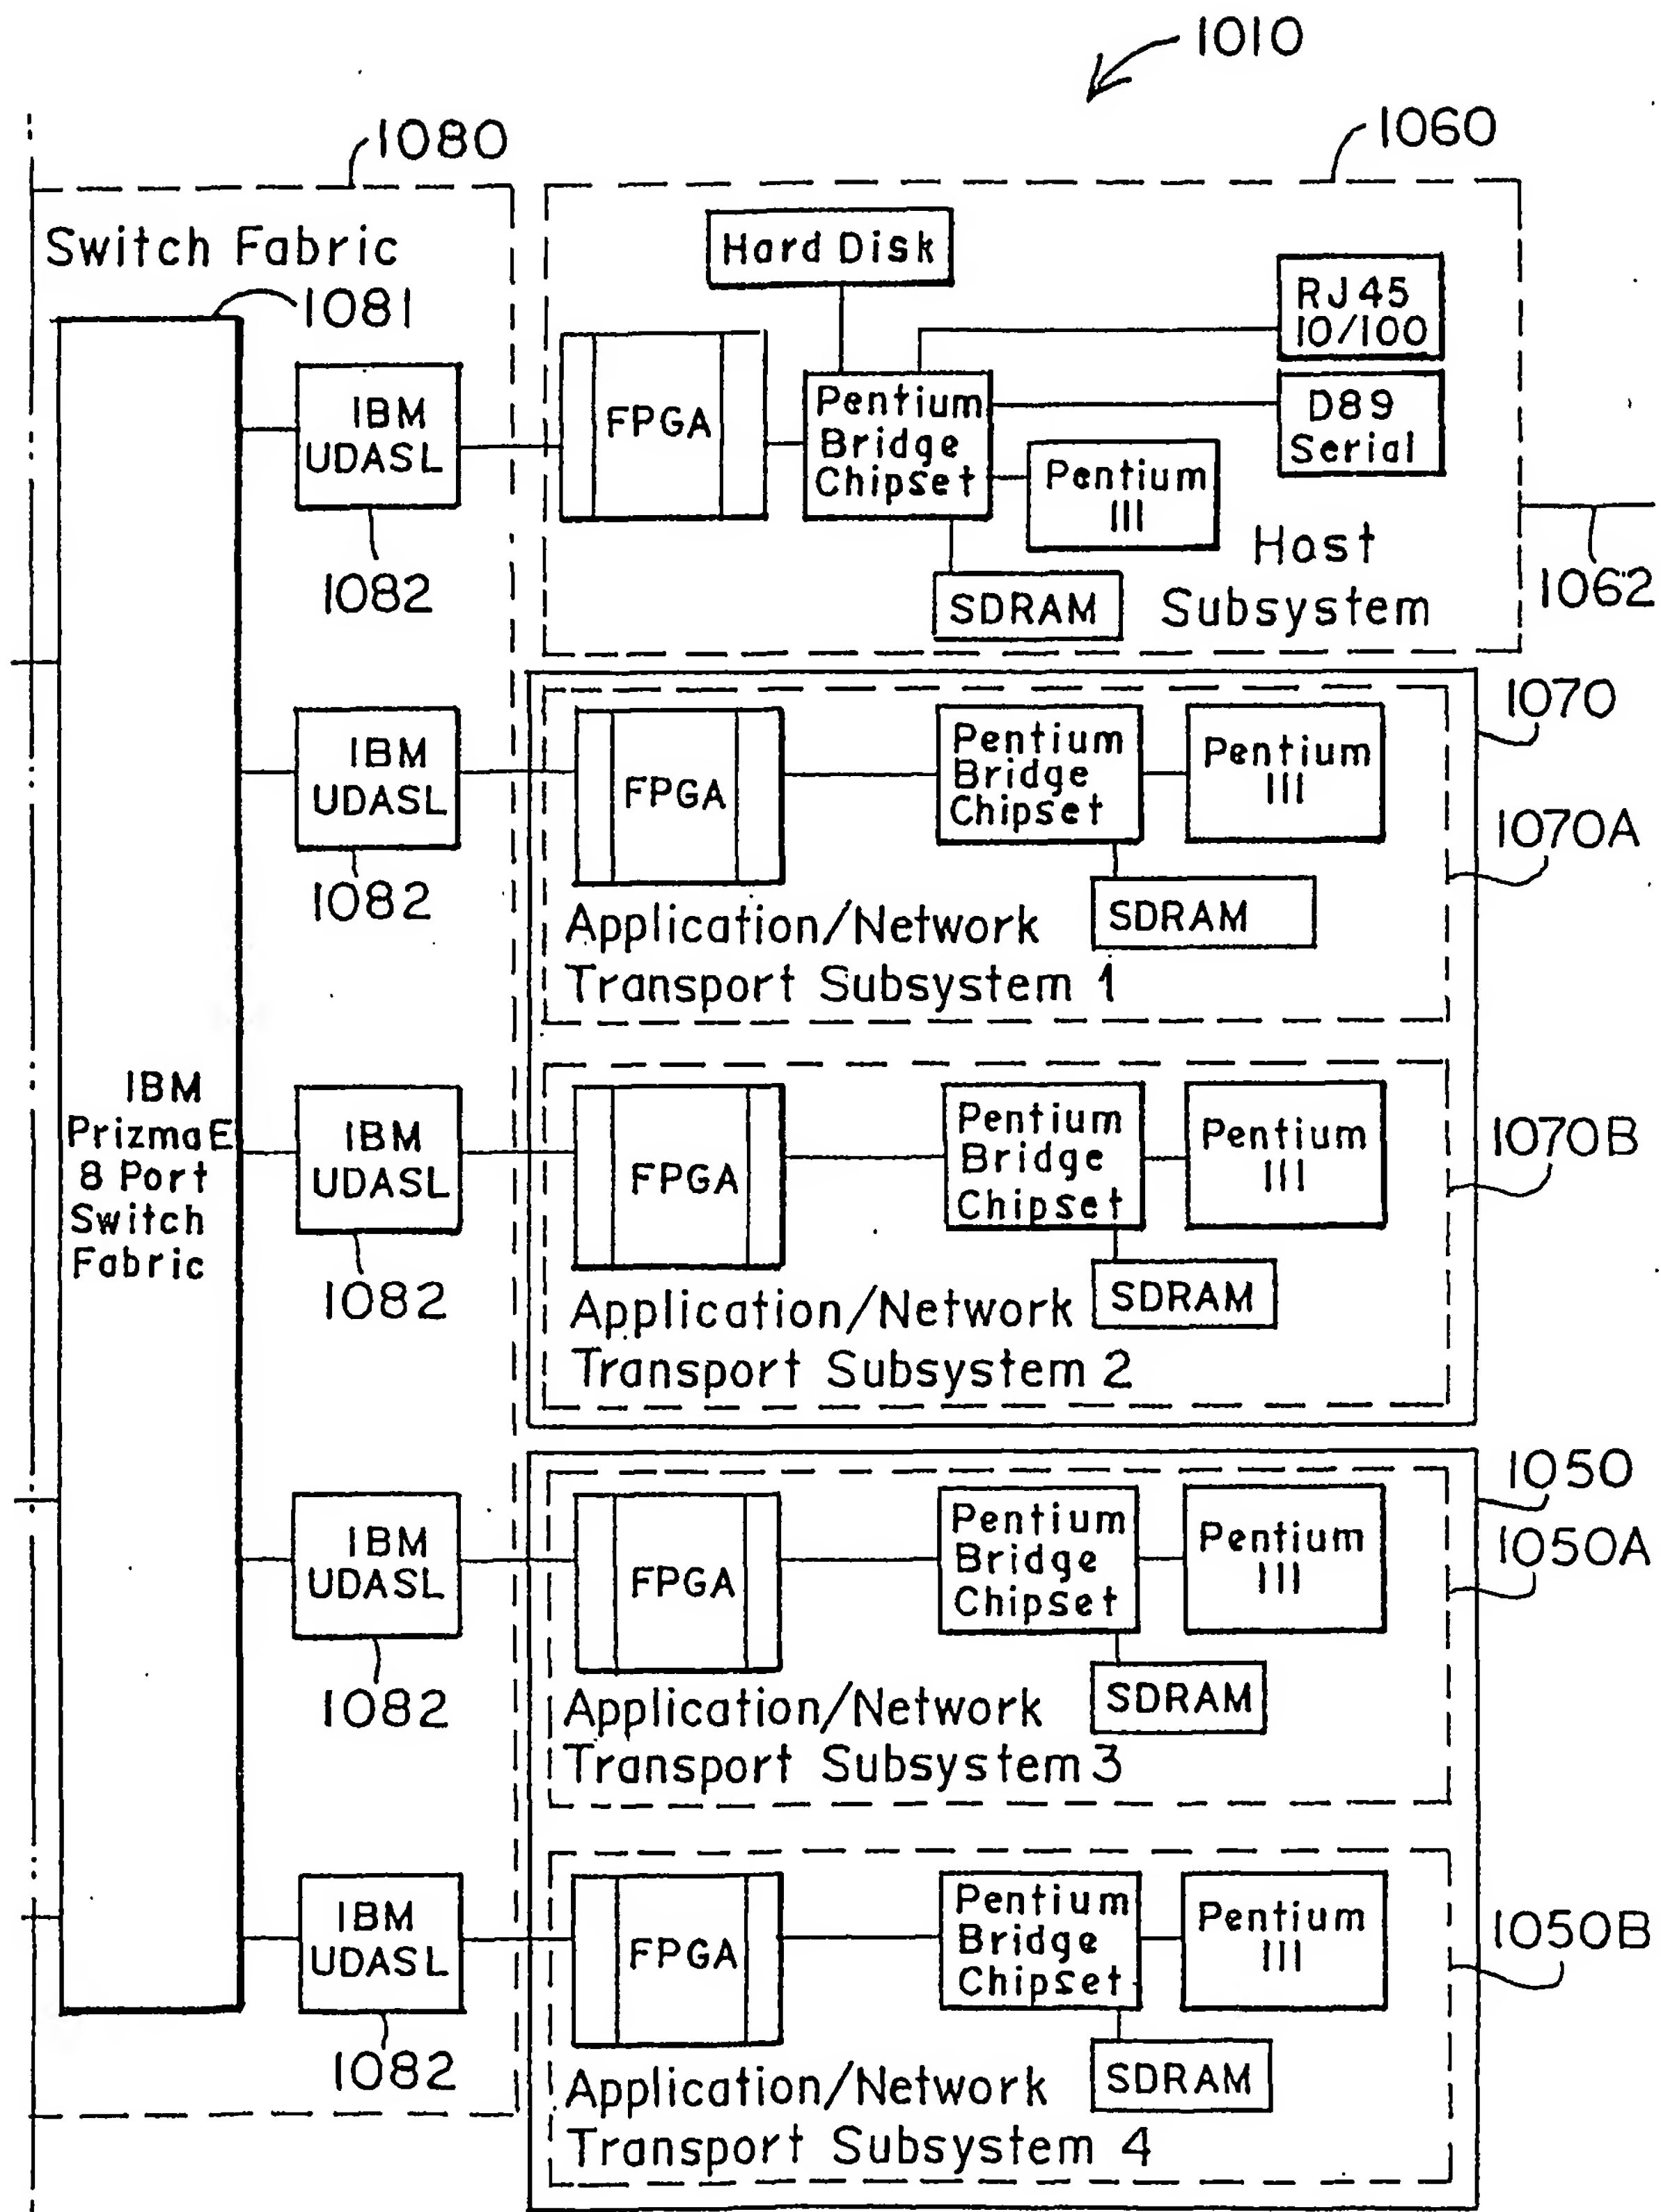 1010
1080
1060
Switch Fabric
1081
Hard Disk
RJ45
10/100
IBM
UDASL
FPGA
Pentium
Bridge
Chipset
D89
Serial
Pentium
III
1082
SDRAM
Host
Subsystem
1062
IBM
UDASL
1082
FPGA
Pentium
Bridge
Chipset
Pentium
III
1070
1070A
SDRAM
Application/Network
Transport Subsystem 1
IBM
PrizmaE
8 Port
Switch
Fabric
IBM
UDASL
1082
FPGA
Pentium
Bridge
Chipset
Pentium
III
1070B
SDRAM
Application/Network
Transport Subsystem 2
IBM
UDASL
1082
FPGA
Pentium
Bridge
Chipset
Pentium
III
1050
1050A
SDRAM
Application/Network
Transport Subsystem 3
IBM
UDASL
1082
FPGA
Pentium
Bridge
Chipset
Pentium
III
1050B
SDRAM
Application/Network
Transport Subsystem 4